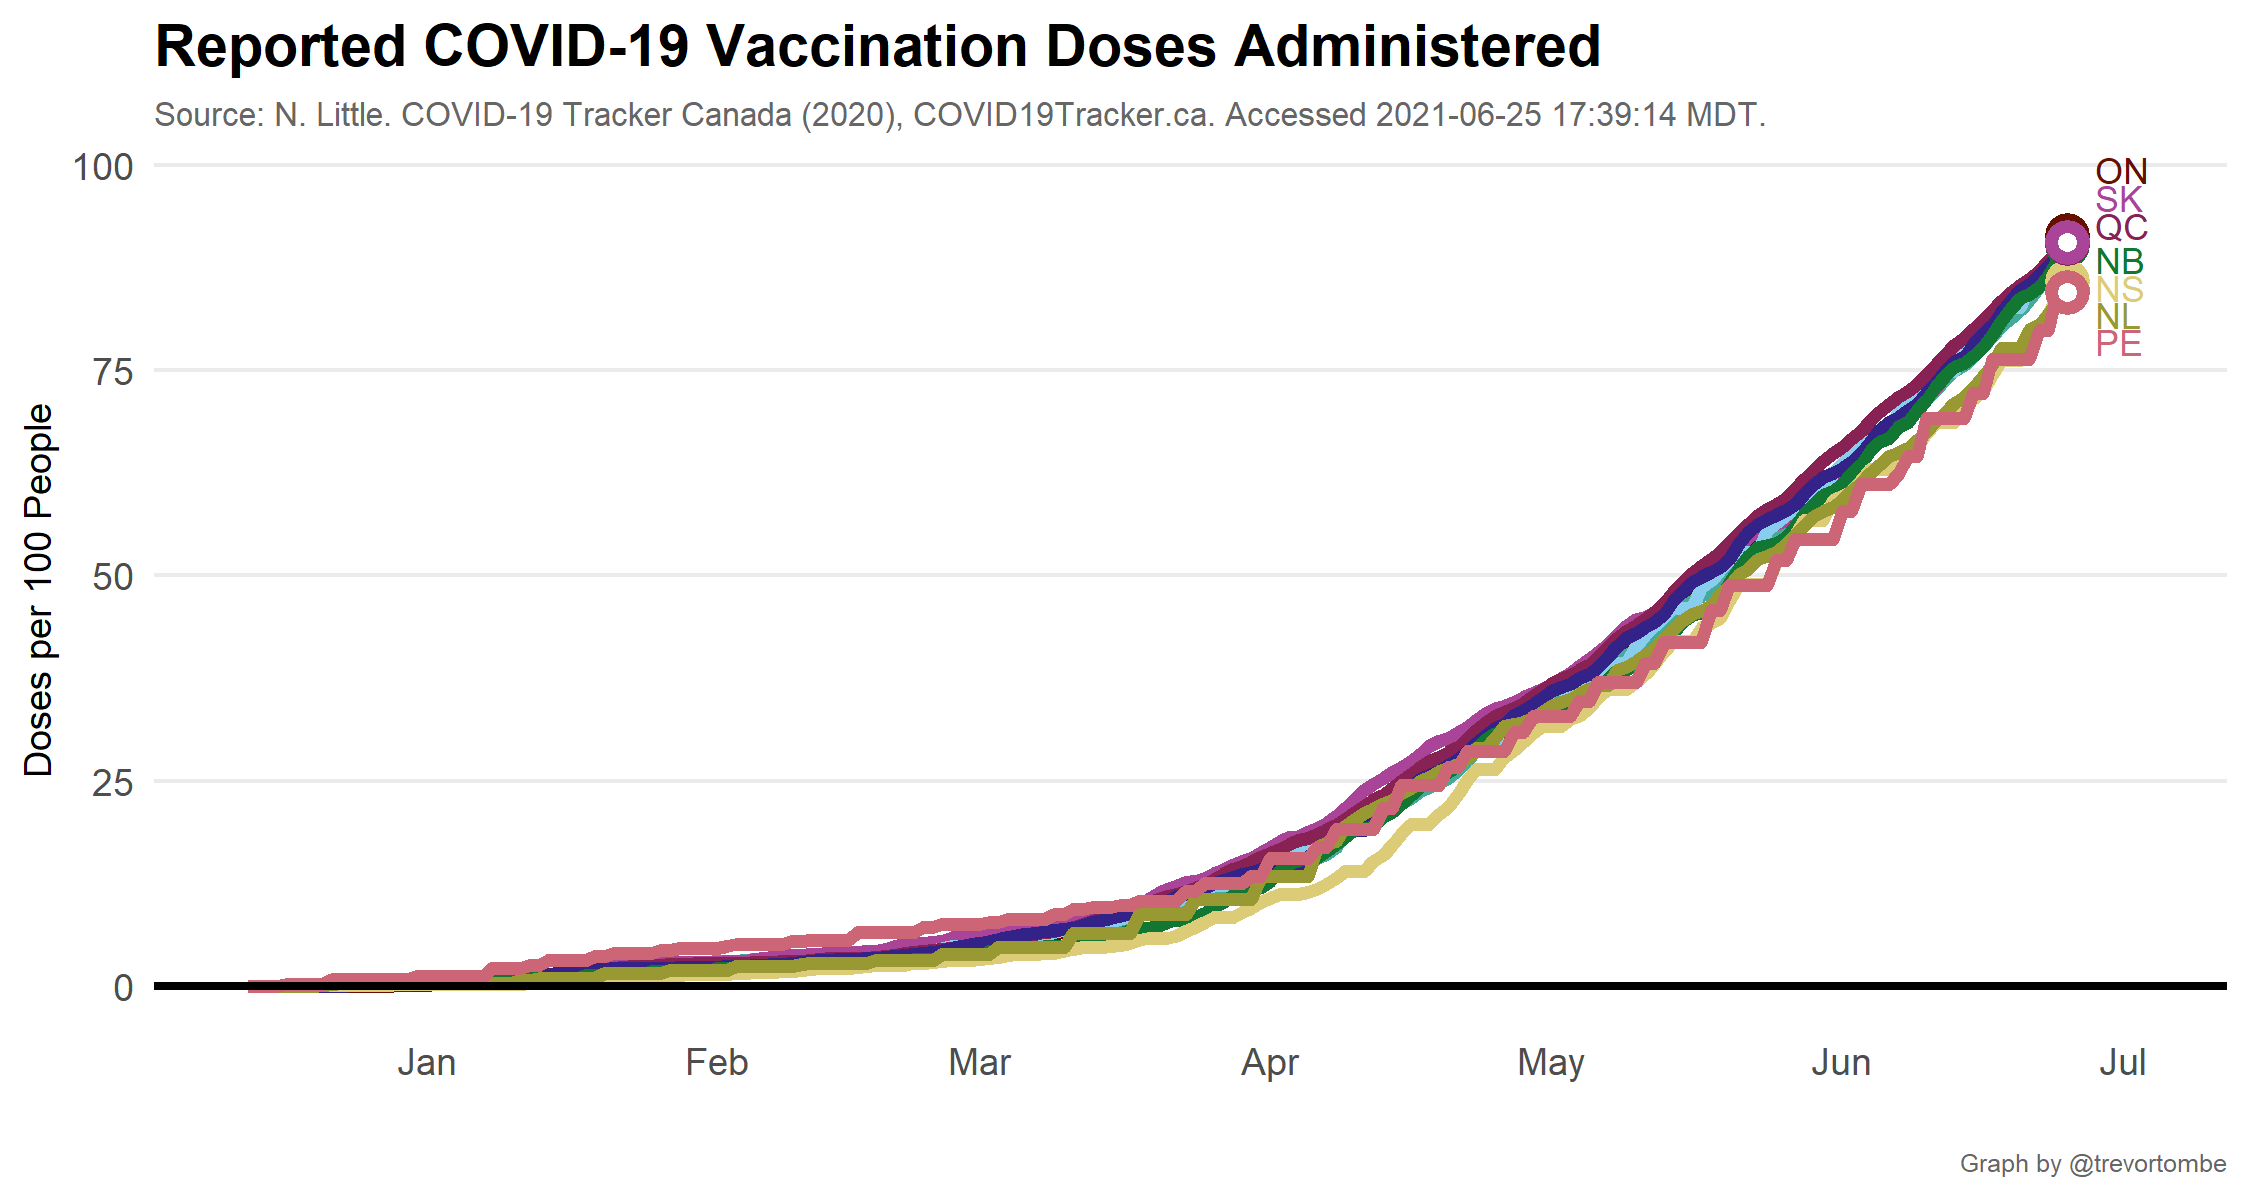 Reported COVID-19 Vaccination Doses Administered
Source: N. Little. COVID-19 Tracker Canada (2020), COVID19Tracker.ca. Accessed 2021-06-25 17:39:14 MDT.
100
75
50
25
0
Doses per 100 People
ON
SK
QC
NB
NS
NL
PE
Jan
Feb
Mar
Apr
May
Jun
Jul
Graph by @trevortombe